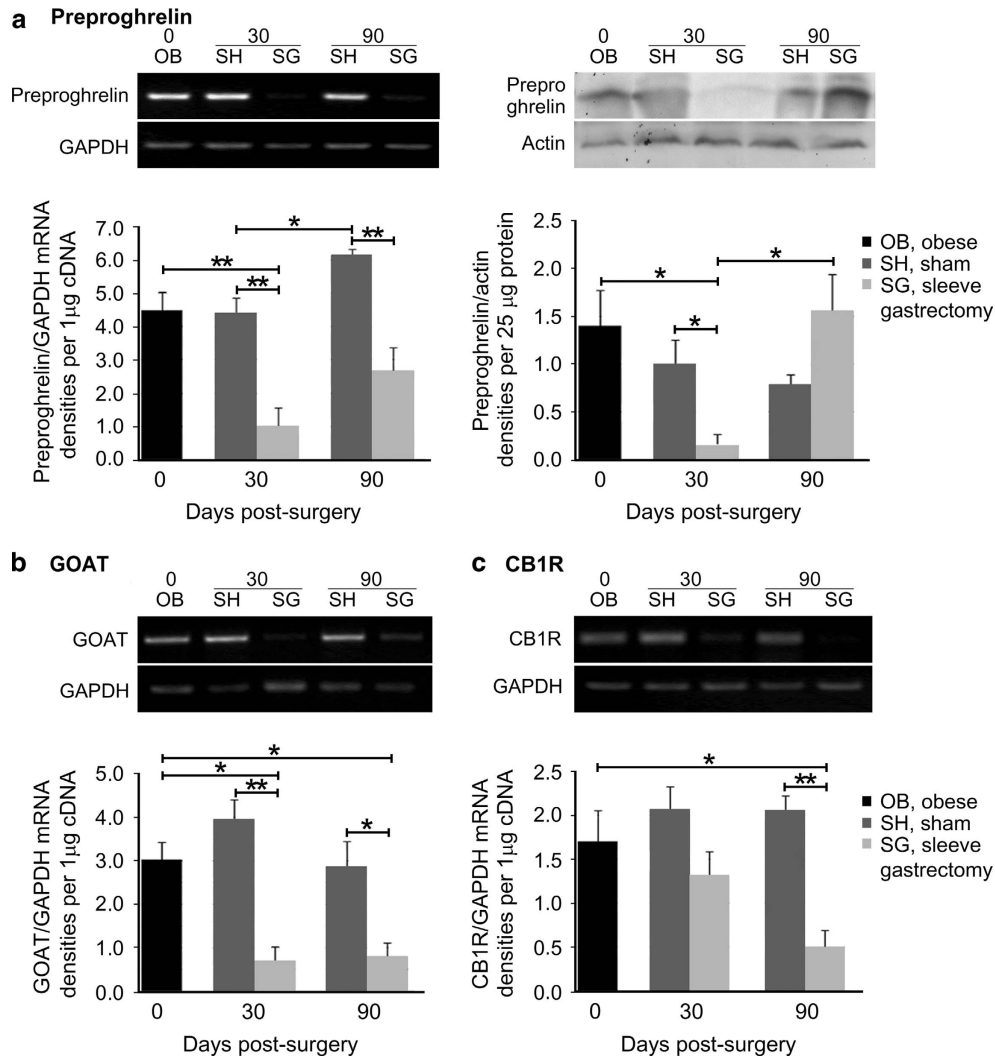 a Preproghrelin
0 30 90
OB SH SG SH SG
Preproghrelin
GAPDH
Preproghrelin/GAPDH mRNA
densities per 1µg cDNA
7.0
6.0
5.0
4.0
3.0
2.0
1.0
0.0
** ** * **
0 30 90
Days post-surgery
0 30 90
OB SH SG SH SG
Prepro
ghrelin
Actin
Preproghrelin/actin
densities per 25 µg protein
2.5
2.0
1.5
1.0
0.5
0.0
* * *
0 30 90
Days post-surgery
OB, obese
SH, sham
SG, sleeve
gastrectomy
b GOAT
0 30 90
OB SH SG SH SG
GOAT
GAPDH
GOAT/GAPDH mRNA
densities per 1µg cDNA
5.0
4.0
3.0
2.0
1.0
0.0
* * ** *
0 30 90
Days post-surgery
c CB1R
0 30 90
OB SH SG SH SG
CB1R
GAPDH
CB1R/GAPDH mRNA
densities per 1µg cDNA
2.5
2.0
1.5
1.0
0.5
0.0
* **
0 30 90
Days post-surgery
OB, obese
SH, sham
SG, sleeve
gastrectomy